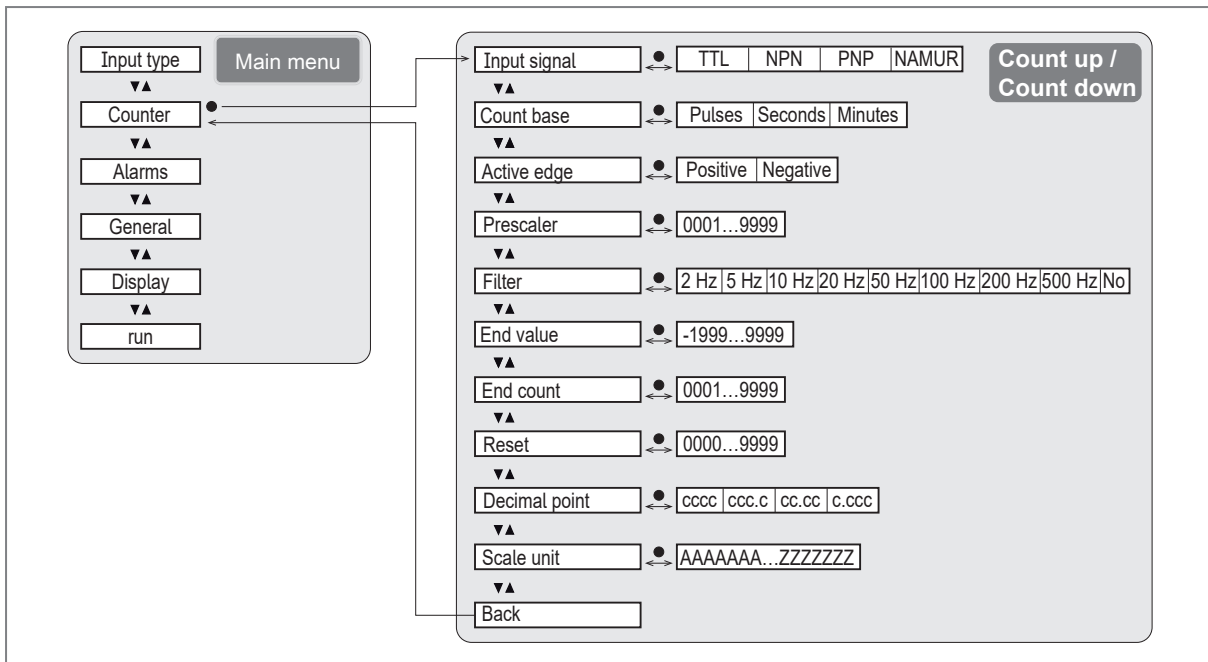 Main menu
Input type
Counter
Alarms
General
Display
run
Count up /
Count down
Input signal TTL NPN PNP NAMUR
Count base Pulses Seconds Minutes
Active edge Positive Negative
Prescaler 0001...9999
Filter 2 Hz 5 Hz 10 Hz 20 Hz 50 Hz 100 Hz 200 Hz 500 Hz No
End value -1999...9999
End count 0001...9999
Reset 0000...9999
Decimal point cccc ccc.c cc.cc c.ccc
Scale unit AAAAAAA...ZZZZZZZ
Back